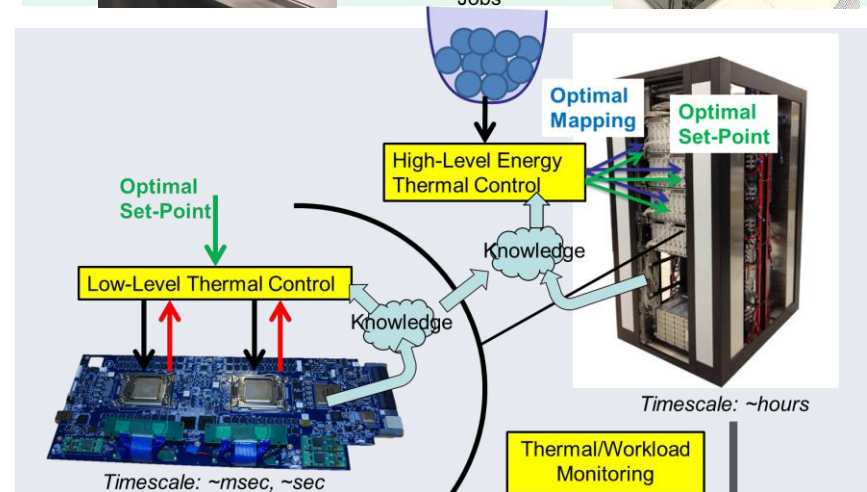 Jobs
Optimal
Mapping
Optimal
Set-Point
High-Level Energy
Thermal Control
Optimal
Set-Point
Knowledge
Low-Level Thermal Control
Knowledge
Timescale: ~hours
Thermal/Workload
Monitoring
Timescale: ~msec, ~sec